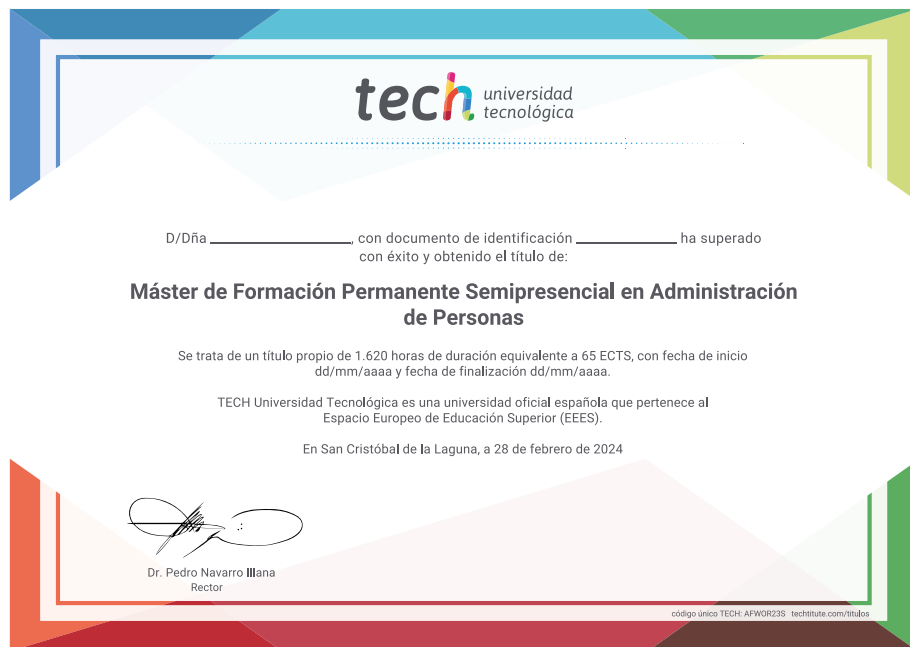 tech universidad
tecnológica
D/Dña ____________________, con documento de identificación ______________ ha superado
con éxito y obtenido el título de:
Máster de Formación Permanente Semipresencial en Administración
de Personas
Se trata de un título propio de 1.620 horas de duración equivalente a 65 ECTS, con fecha de inicio
dd/mm/aaaa y fecha de finalización dd/mm/aaaa.
TECH Universidad Tecnológica es una universidad oficial española que pertenece al
Espacio Europeo de Educación Superior (EEES).
En San Cristóbal de la Laguna, a 28 de febrero de 2024
Dr. Pedro Navarro Illana
Rector
código único TECH: AFWOR23S techtitute.com/titulos